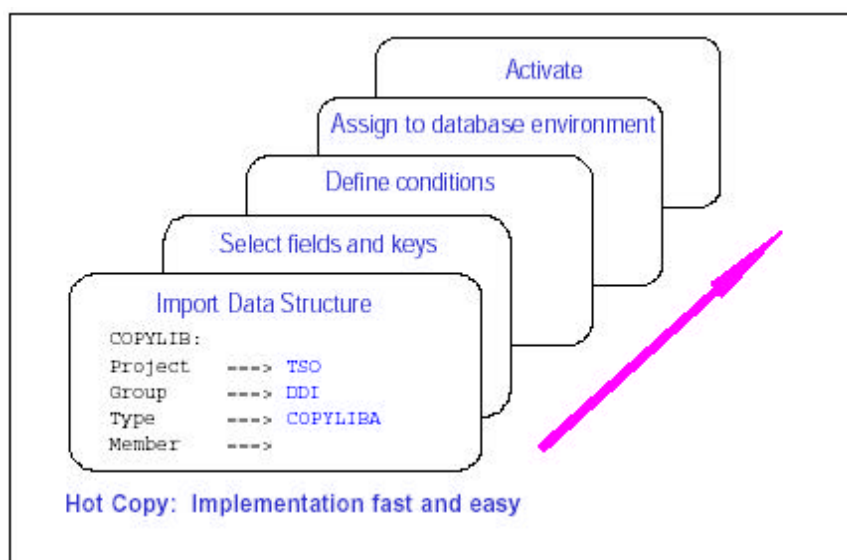 Activate
Assign to database environment
Define conditions
Select fields and keys
Import Data Structure
COPYLIB:
Project ===> TSO
Group ===> DDI
Type ===> COPYLIBA
Member ===>
Hot Copy: Implementation fast and easy